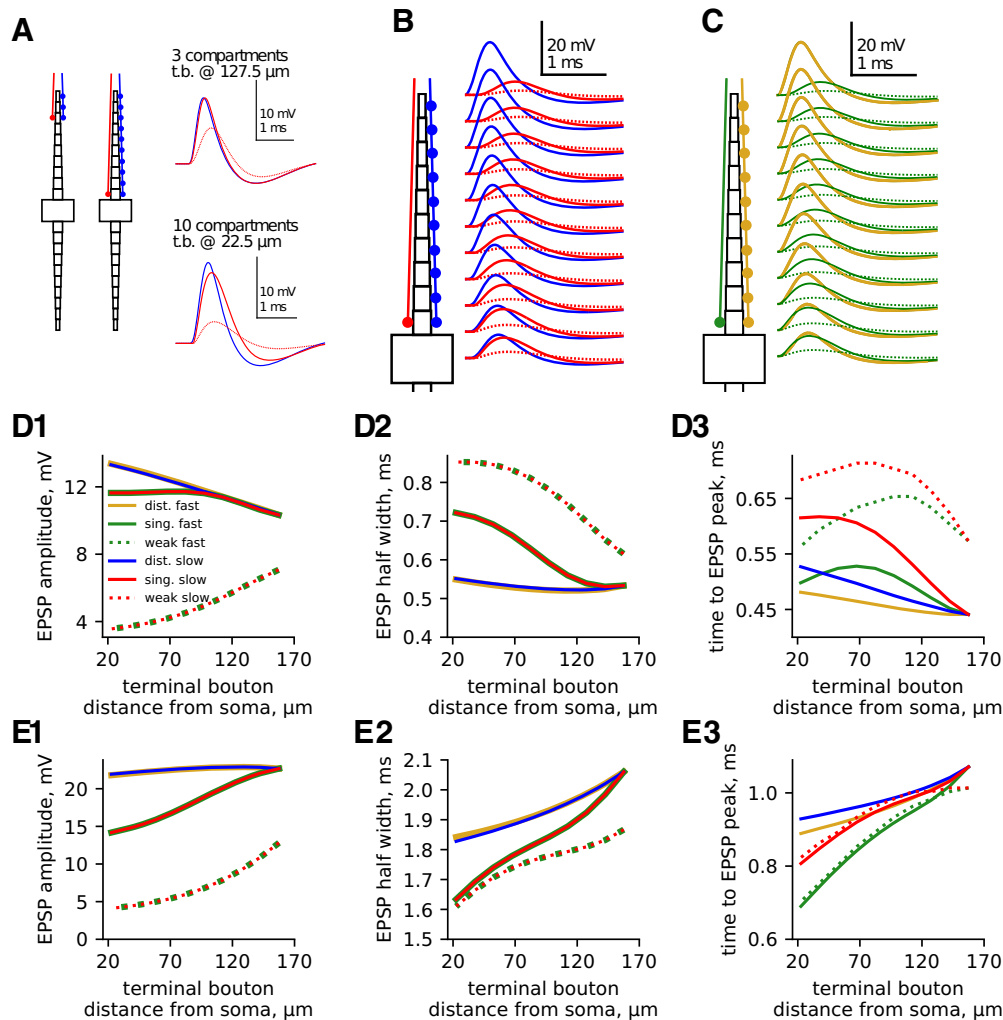 A
3 compartments
t.b. @ 127.5 µm
10 mV
1 ms
10 compartments
t.b. @ 22.5 µm
10 mV
1 ms
B
20 mV
1 ms
C
20 mV
1 ms
D1
EPSP amplitude, mV
12
8
4
dist. fast
sing. fast
weak fast
dist. slow
sing. slow
weak slow
20 70 120 170
terminal bouton
distance from soma, µm
D2
EPSP half width, ms
0.8
0.7
0.6
0.5
0.4
20 70 120 170
terminal bouton
distance from soma, µm
D3
time to EPSP peak, ms
0.65
0.55
0.45
20 70 120 170
terminal bouton
distance from soma, µm
E1
EPSP amplitude, mV
20
15
10
5
0
20 70 120 170
terminal bouton
distance from soma, µm
E2
EPSP half width, ms
2.1
2.0
1.9
1.8
1.7
1.6
1.5
20 70 120 170
terminal bouton
distance from soma, µm
E3
time to EPSP peak, ms
1.0
0.8
0.6
20 70 120 170
terminal bouton
distance from soma, µm